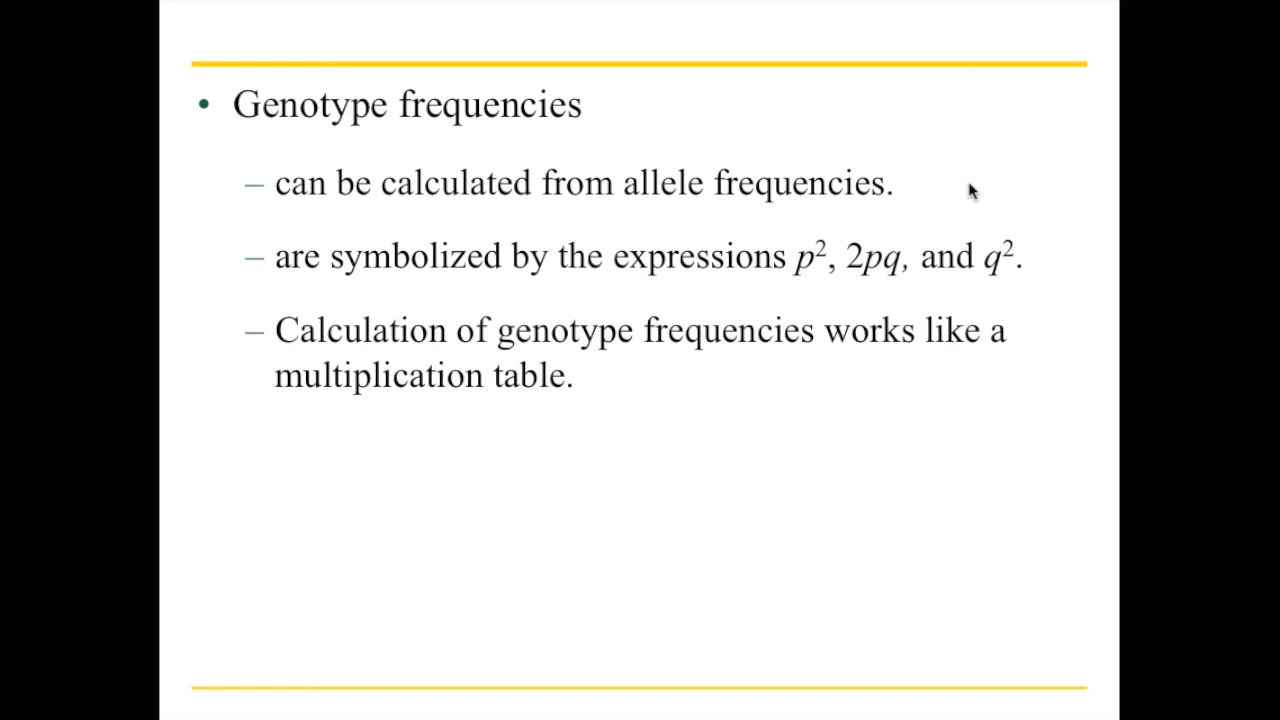 • Genotype frequencies
– can be calculated from allele frequencies.
– are symbolized by the expressions p², 2pq, and q².
– Calculation of genotype frequencies works like a
multiplication table.